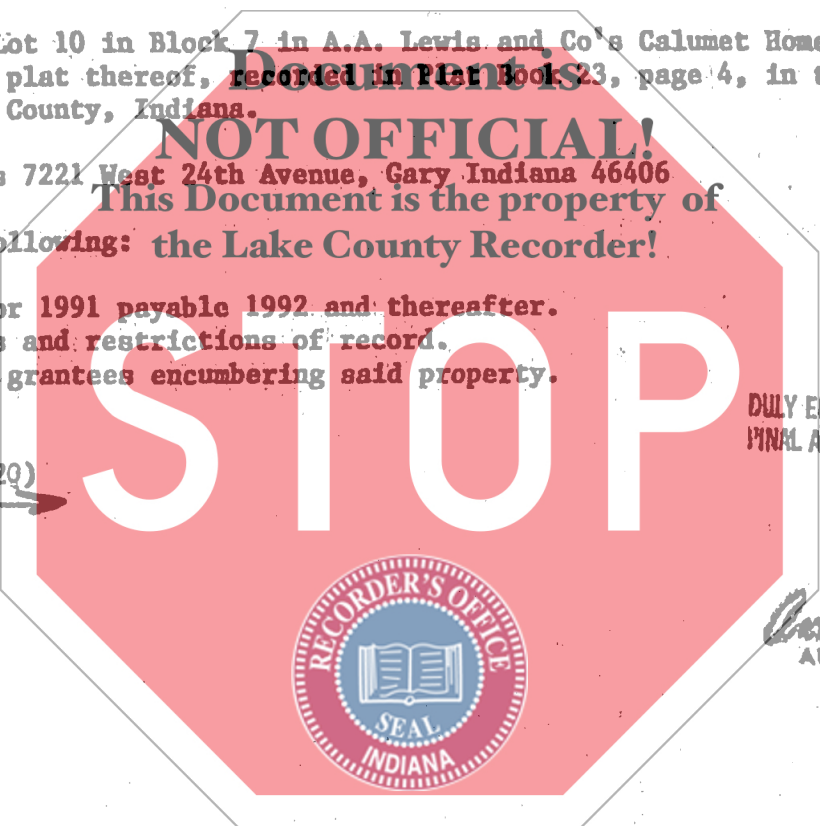 Lot 10 in Block 7 in A.A. Lewis and Co's Calumet Home
Document is
plat thereof, recorded in Plat Book 23, page 4, in t
County, Indiana.
NOT OFFICIAL!
s 7221 West 24th Avenue, Gary Indiana 46406
This Document is the property of
ollowing:
the Lake County Recorder!
or 1991 payable 1992 and thereafter.
s and restrictions of record.
grantees encumbering said property.
STOP
DULY E
FINAL A
20)
RECORDER'S OFFICE
SEAL
INDIANA